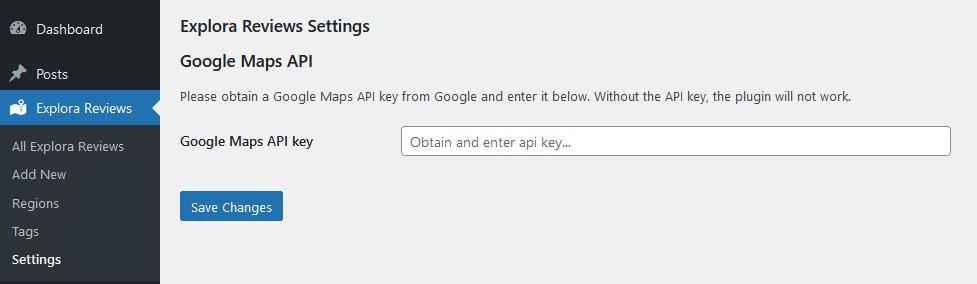 Dashboard
Posts
Explora Reviews
All Explora Reviews
Add New
Regions
Tags
Settings
Explora Reviews Settings
Google Maps API
Please obtain a Google Maps API key from Google and enter it below. Without the API key, the plugin will not work.
Google Maps API key
Obtain and enter api key...
Save Changes